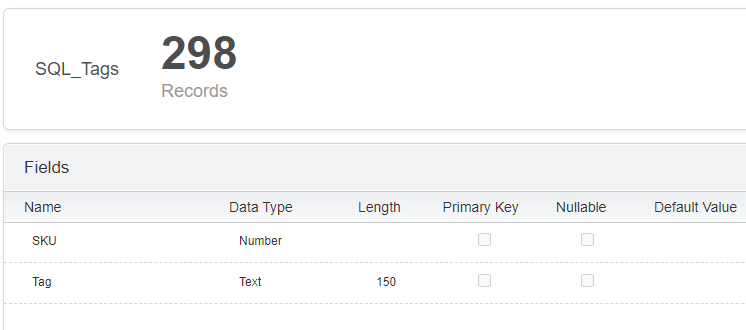 298
SQL_Tags
Records
Fields
Name Data Type Length Primary Key Nullable Default Value
SKU Number
Tag Text 150